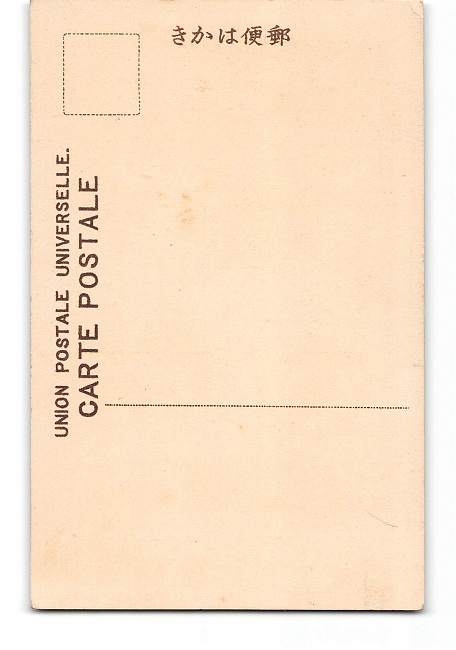 郵便はかき
UNION POSTALE UNIVERSELLE.
CARTE POSTALE